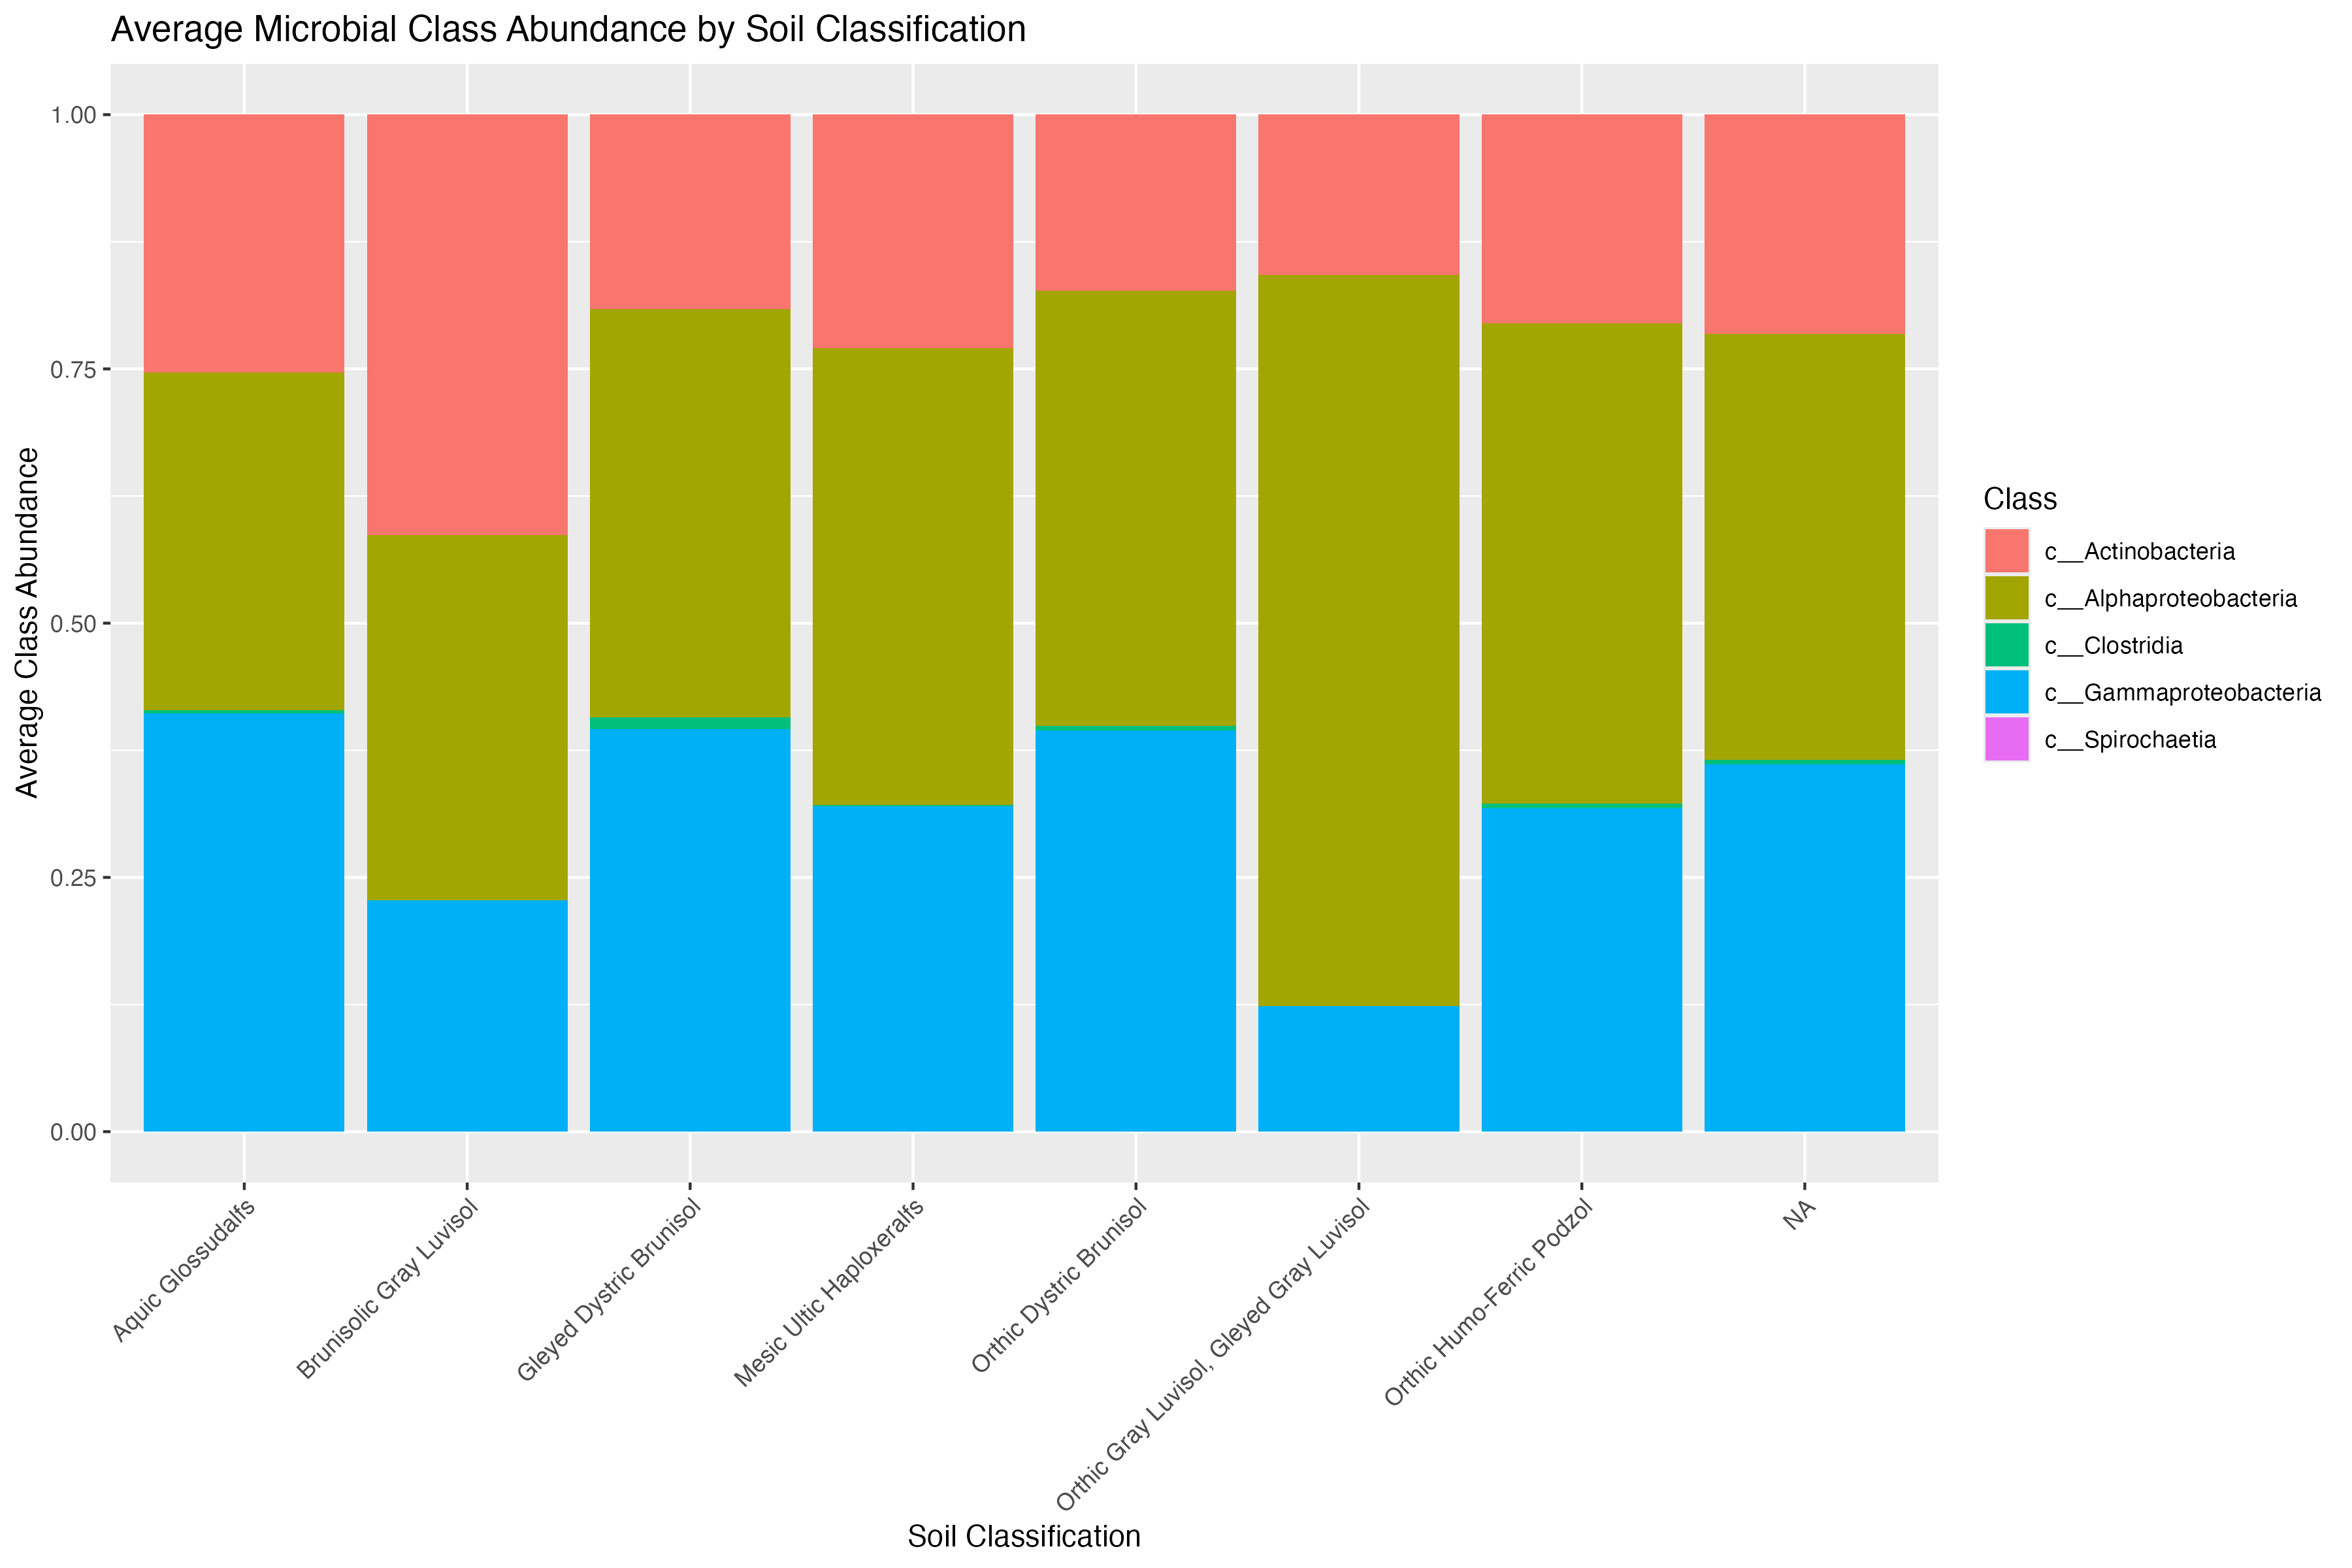 Average Microbial Class Abundance by Soil Classification
Average Class Abundance
1.00
0.75
0.50
0.25
0.00
Aquic Glossudalfs
Brunisolic Gray Luvisol
Gleyed Dystric Brunisol
Mesic Ultic Haploxeralfs
Orthic Dystric Brunisol
Orthic Gray Luvisol, Gleyed Gray Luvisol
Orthic Humo-Ferric Podzol
NA
Soil Classification
Class
c__Actinobacteria
c__Alphaproteobacteria
c__Clostridia
c__Gammaproteobacteria
c__Spirochaetia